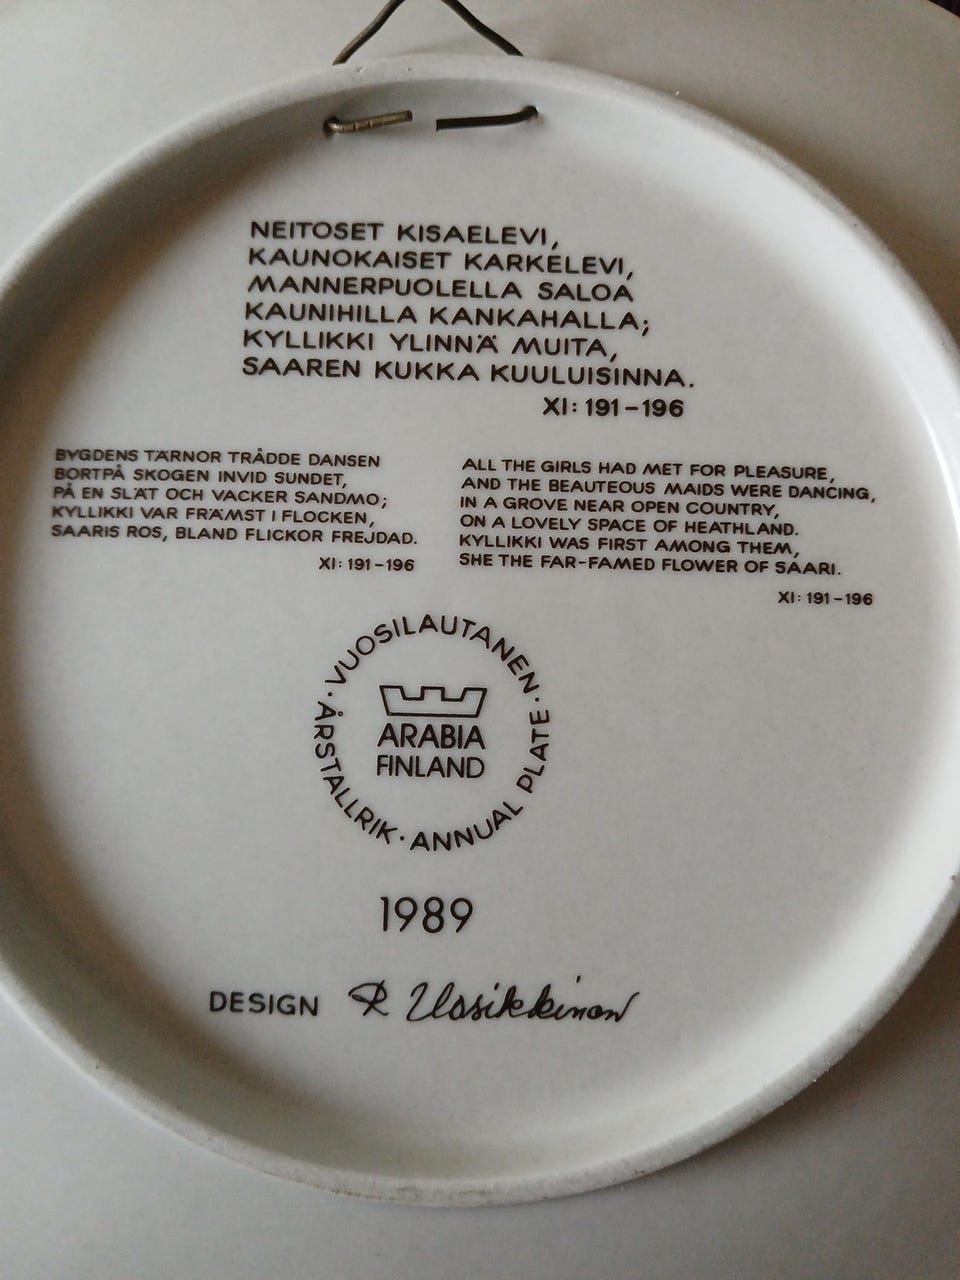 NEITOSET KISAELEVI,
KAUNOKAISET KARKELEVI,
MANNERPUOLELLA SALOA
KAUNIHILLA KANKAHALLA;
KYLLIKKI YLINNÄ MUITA,
SAAREN KUKKA KUULUISINNA.
XI: 191–196
BYGDENS TÄRNOR TRÅDDE DANSEN
BORTPÅ SKOGEN INVID SUNDET,
PÅ EN SLÄT OCH VACKER SANDMO;
KYLLIKKI VAR FRÄMST I FLOCKEN,
SAARIS ROS, BLAND FLICKOR FREJDAD.
XI: 191–196
ALL THE GIRLS HAD MET FOR PLEASURE,
AND THE BEAUTEOUS MAIDS WERE DANCING,
IN A GROVE NEAR OPEN COUNTRY,
ON A LOVELY SPACE OF HEATHLAND.
KYLLIKKI WAS FIRST AMONG THEM,
SHE THE FAR-FAMED FLOWER OF SAARI.
XI: 191–196
· VUOSILAUTANEN · ANNUAL PLATE · ÅRSTALLRIK
ARABIA
FINLAND
1989
DESIGN R Uosikkinen